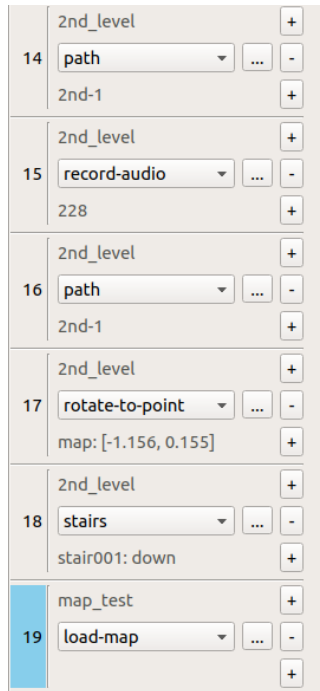 2nd_level +
14 path ... -
2nd-1 +
2nd_level +
15 record-audio ... -
228 +
2nd_level +
16 path ... -
2nd-1 +
2nd_level +
17 rotate-to-point ... -
map: [-1.156, 0.155] +
2nd_level +
18 stairs ... -
stair001: down +
map_test +
19 load-map ... -
+